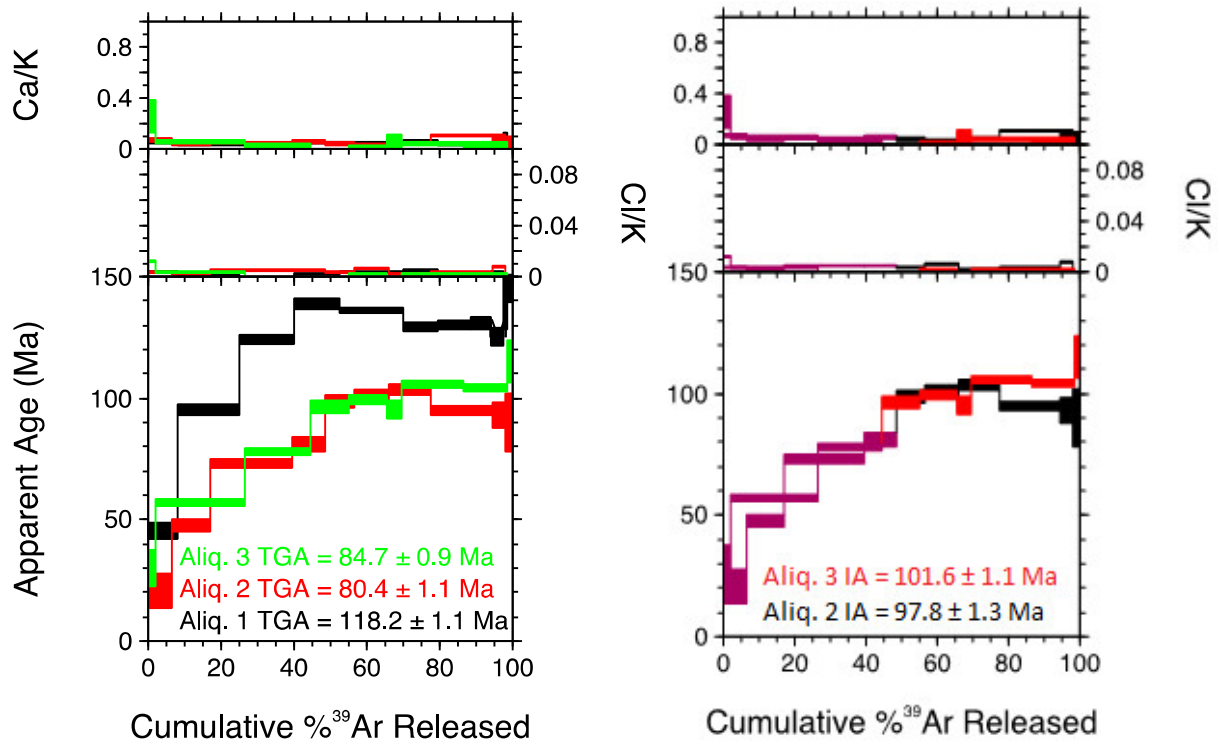 Ca/K
0.8
0.4
0
Cl/K
0.08
0.04
0
Apparent Age (Ma)
150
100
50
0
Aliq. 3 TGA = 84.7 ± 0.9 Ma
Aliq. 2 TGA = 80.4 ± 1.1 Ma
Aliq. 1 TGA = 118.2 ± 1.1 Ma
0 20 40 60 80 100
Cumulative %³⁹Ar Released
0.8
0.4
0
Cl/K
0.08
0.04
0
150
100
50
0
Aliq. 3 IA = 101.6 ± 1.1 Ma
Aliq. 2 IA = 97.8 ± 1.3 Ma
0 20 40 60 80 100
Cumulative %³⁹Ar Released